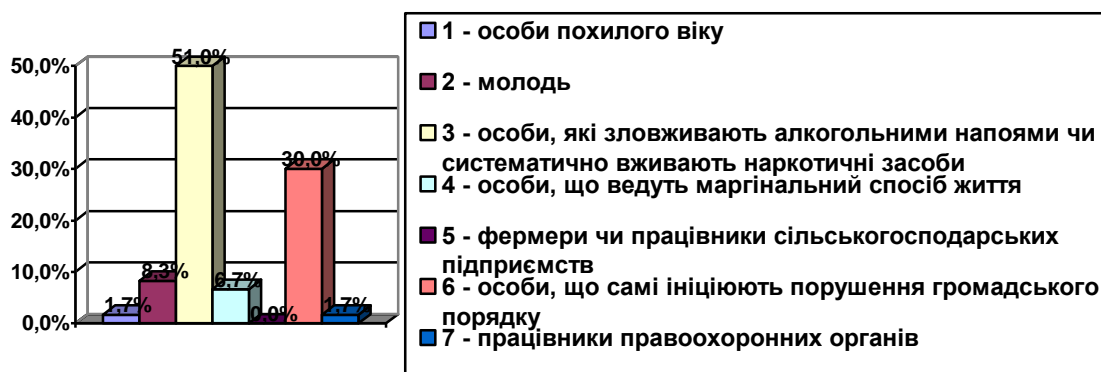 51,0%
50,0%
40,0%
30,0%
30,0%
20,0%
8,3%
10,0%
6,7%
1,7%
0,0%
1,7%
0,0%
1 - особи похилого віку
2 - молодь
3 - особи, які зловживають алкогольними напоями чи
систематично вживають наркотичні засоби
4 - особи, що ведуть маргінальний спосіб життя
5 - фермери чи працівники сільськогосподарських
підприємств
6 - особи, що самі ініціюють порушення громадського
порядку
7 - працівники правоохоронних органів